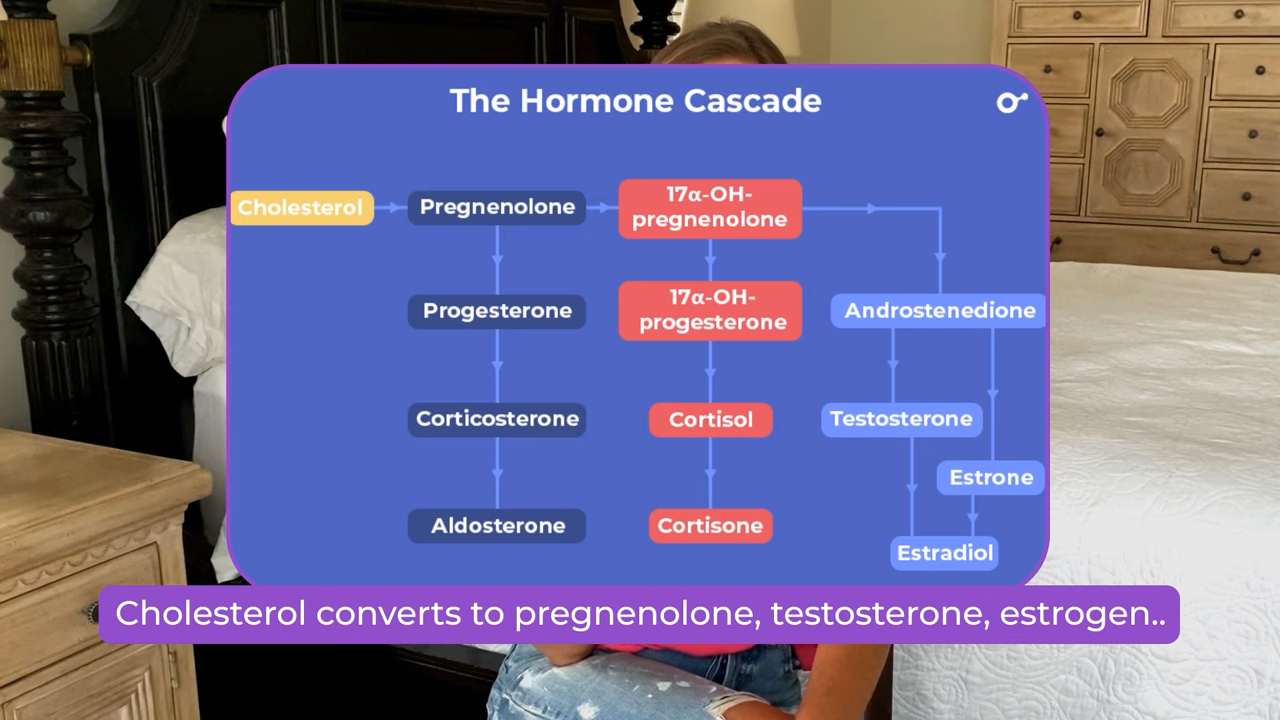 The Hormone Cascade
Cholesterol
Pregnenolone
17α-OH-
pregnenolone
Progesterone
17α-OH-
progesterone
Androstenedione
Corticosterone
Cortisol
Testosterone
Estrone
Aldosterone
Cortisone
Estradiol
Cholesterol converts to pregnenolone, testosterone, estrogen..